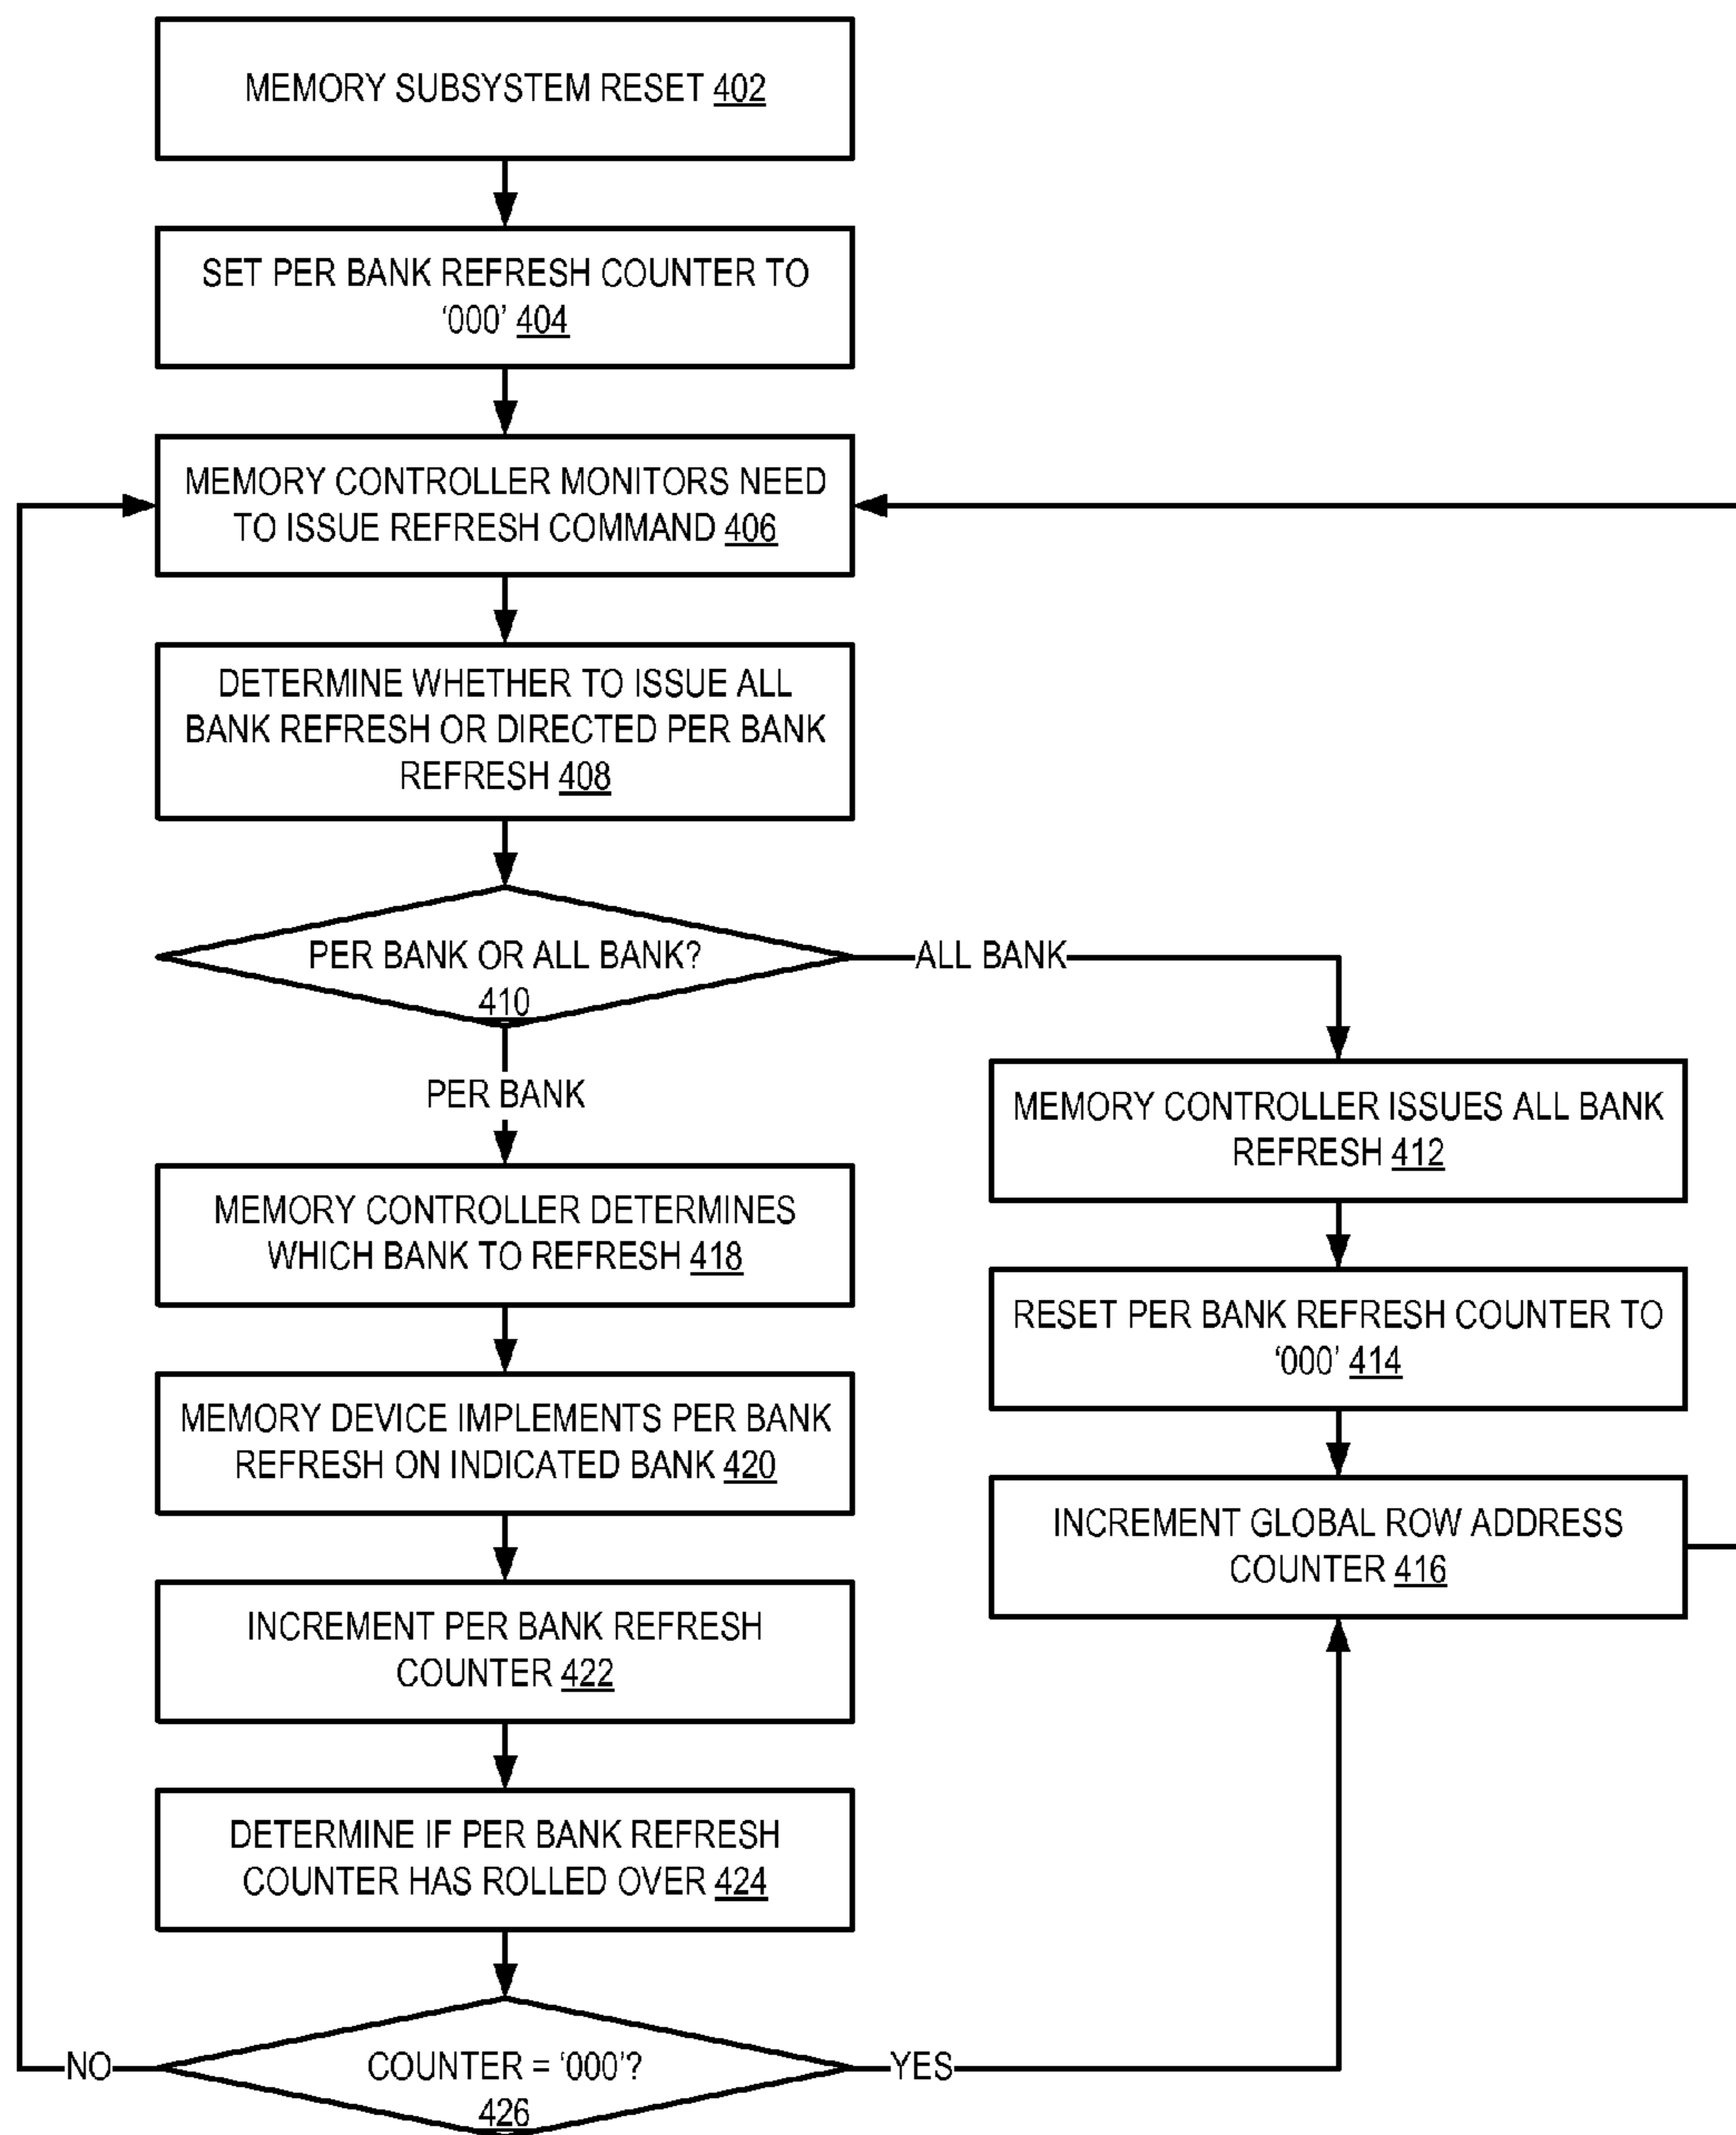 MEMORY SUBSYSTEM RESET 402
SET PER BANK REFRESH COUNTER TO
‘000’ 404
MEMORY CONTROLLER MONITORS NEED
TO ISSUE REFRESH COMMAND 406
DETERMINE WHETHER TO ISSUE ALL
BANK REFRESH OR DIRECTED PER BANK
REFRESH 408
PER BANK OR ALL BANK?
410
ALL BANK
PER BANK
MEMORY CONTROLLER ISSUES ALL BANK
REFRESH 412
RESET PER BANK REFRESH COUNTER TO
‘000’ 414
INCREMENT GLOBAL ROW ADDRESS
COUNTER 416
MEMORY CONTROLLER DETERMINES
WHICH BANK TO REFRESH 418
MEMORY DEVICE IMPLEMENTS PER BANK
REFRESH ON INDICATED BANK 420
INCREMENT PER BANK REFRESH
COUNTER 422
DETERMINE IF PER BANK REFRESH
COUNTER HAS ROLLED OVER 424
NO
COUNTER = ‘000’?
426
YES